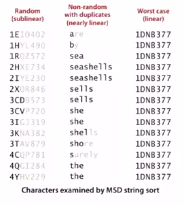 Random (sublinear) Non-random with duplicates (nearly linear) Worst case (linear)
1EIO402 are 1DNB377
1HYL490 by 1DNB377
1ROZ572 sea 1DNB377
2HXE734 seashells 1DNB377
2IYE230 seashells 1DNB377
2XOR846 sells 1DNB377
3CDB573 sells 1DNB377
3CVP720 she 1DNB377
3IGJ319 she 1DNB377
3KNA382 shells 1DNB377
3TAV879 shore 1DNB377
4CQP781 surely 1DNB377
4QGI284 the 1DNB377
4YHV229 the 1DNB377
Characters examined by MSD string sort